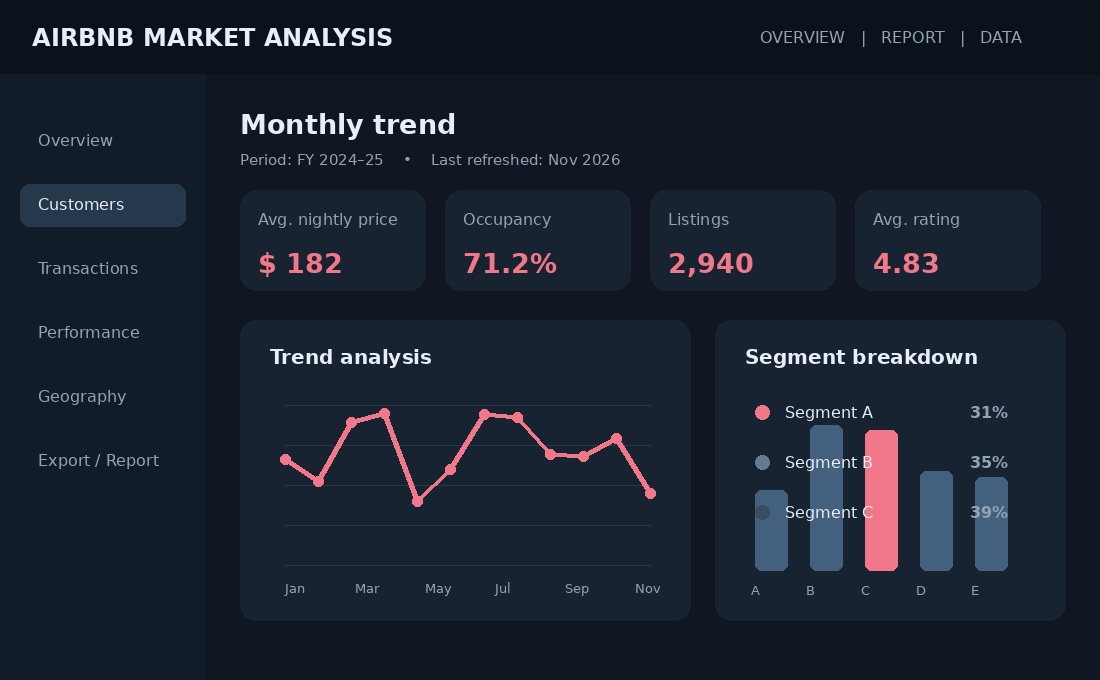 AIRBNB MARKET ANALYSIS
OVERVIEW | REPORT | DATA
Overview
Customers
Transactions
Performance
Geography
Export / Report
Monthly trend
Period: FY 2024–25 • Last refreshed: Nov 2026
Avg. nightly price
$ 182
Occupancy
71.2%
Listings
2,940
Avg. rating
4.83
Trend analysis
Jan Mar May Jul Sep Nov
Segment breakdown
Segment A 31%
Segment B 35%
Segment C 39%
A B C D E